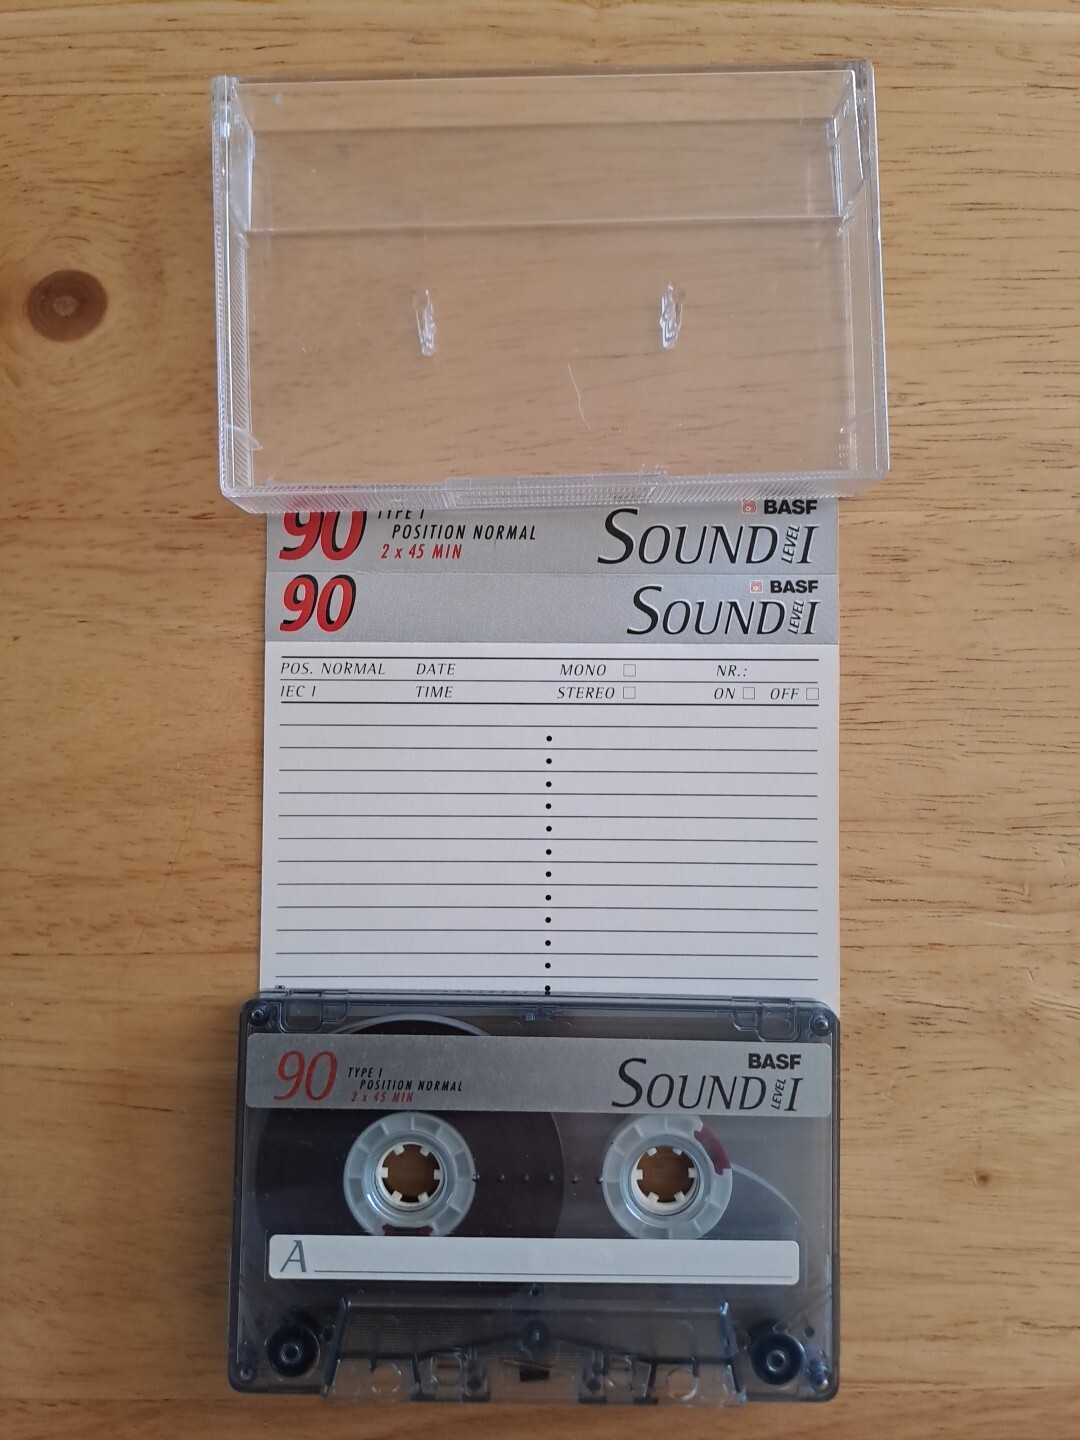 90 TYPE I BASF
POSITION NORMAL SOUND LEVEL I
2 x 45 MIN
90 BASF
SOUND LEVEL I
POS. NORMAL DATE MONO NR.:
IEC I TIME STEREO ON OFF
90 TYPE I BASF
POSITION NORMAL SOUND LEVEL I
2 x 45 MIN
A